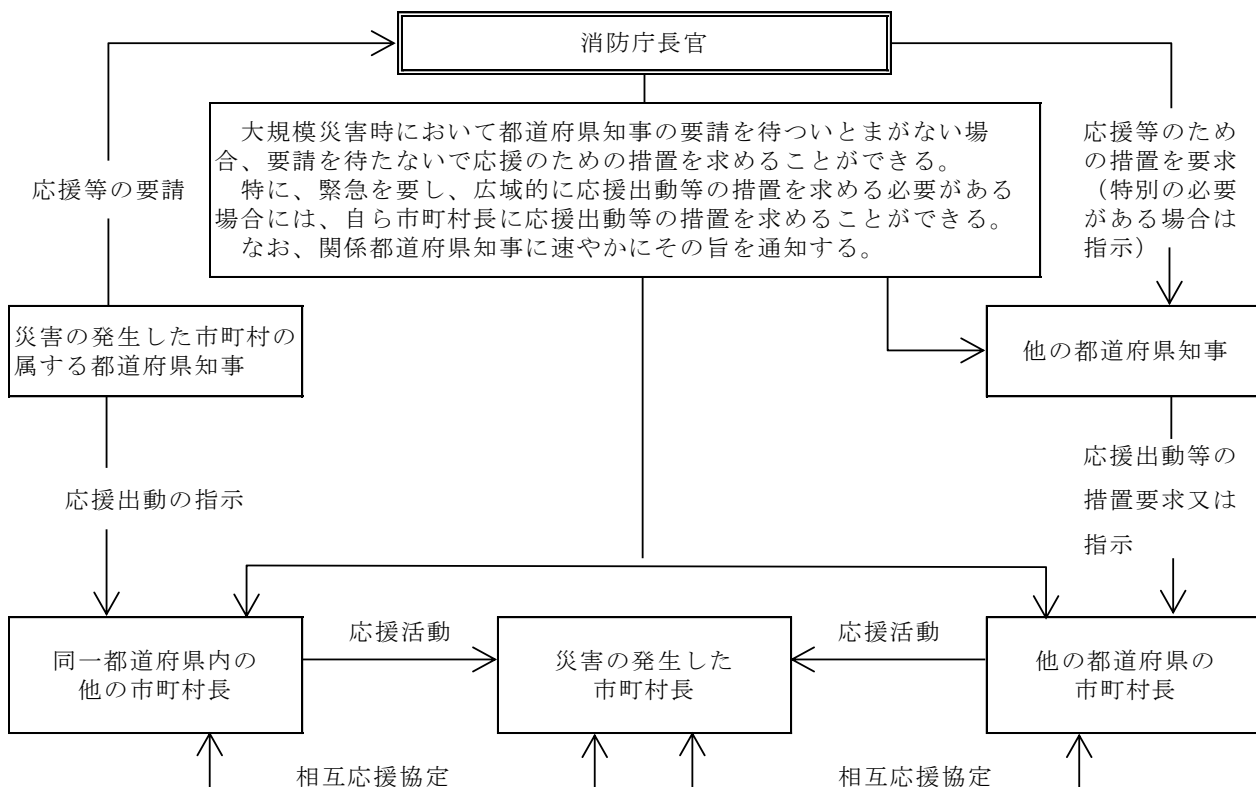 消防庁長官
大規模災害時において都道府県知事の要請を待ついとまがない場
合、要請を待たないで応援のための措置を求めることができる。
特に、緊急を要し、広域的に応援出動等の措置を求める必要がある
場合には、自ら市町村長に応援出動等の措置を求めることができる。
なお、関係都道府県知事に速やかにその旨を通知する。
応援等の要請
応援等のため
の措置を要求
（特別の必要
がある場合は
指示）
災害の発生した市町村の
属する都道府県知事
他の都道府県知事
応援出動の指示
応援出動等の
措置要求又は
指示
同一都道府県内の
他の市町村長
応援活動
災害の発生した
市町村長
応援活動
他の都道府県の
市町村長
相互応援協定
相互応援協定